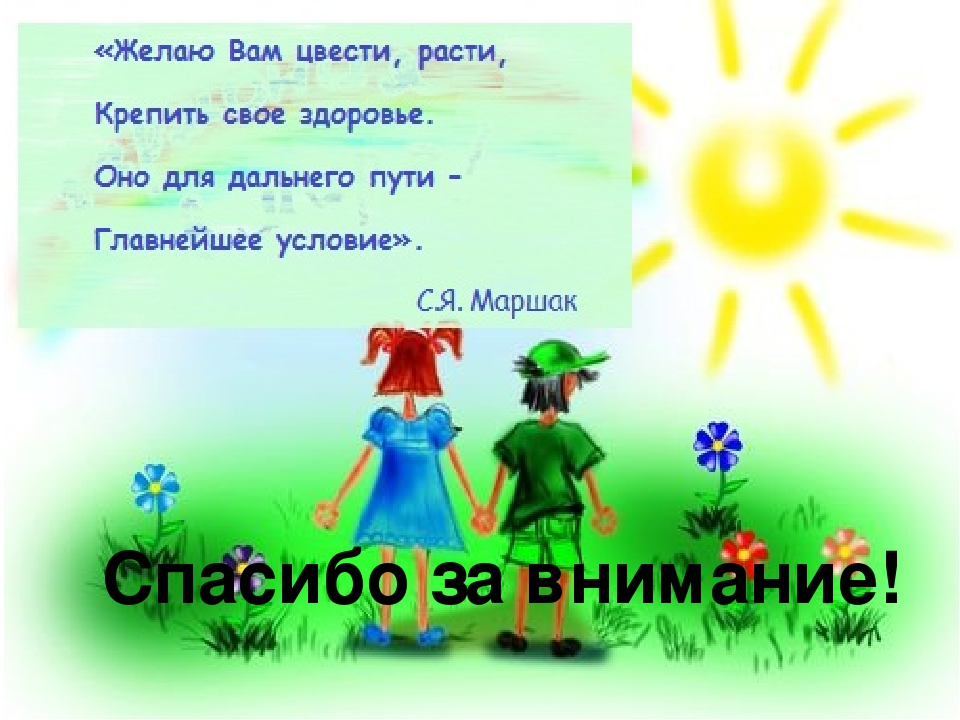 «Желаю Вам цвести, расти,
Крепить свое здоровье.
Оно для дальнего пути –
Главнейшее условие».
С.Я. Маршак
Спасибо за внимание!